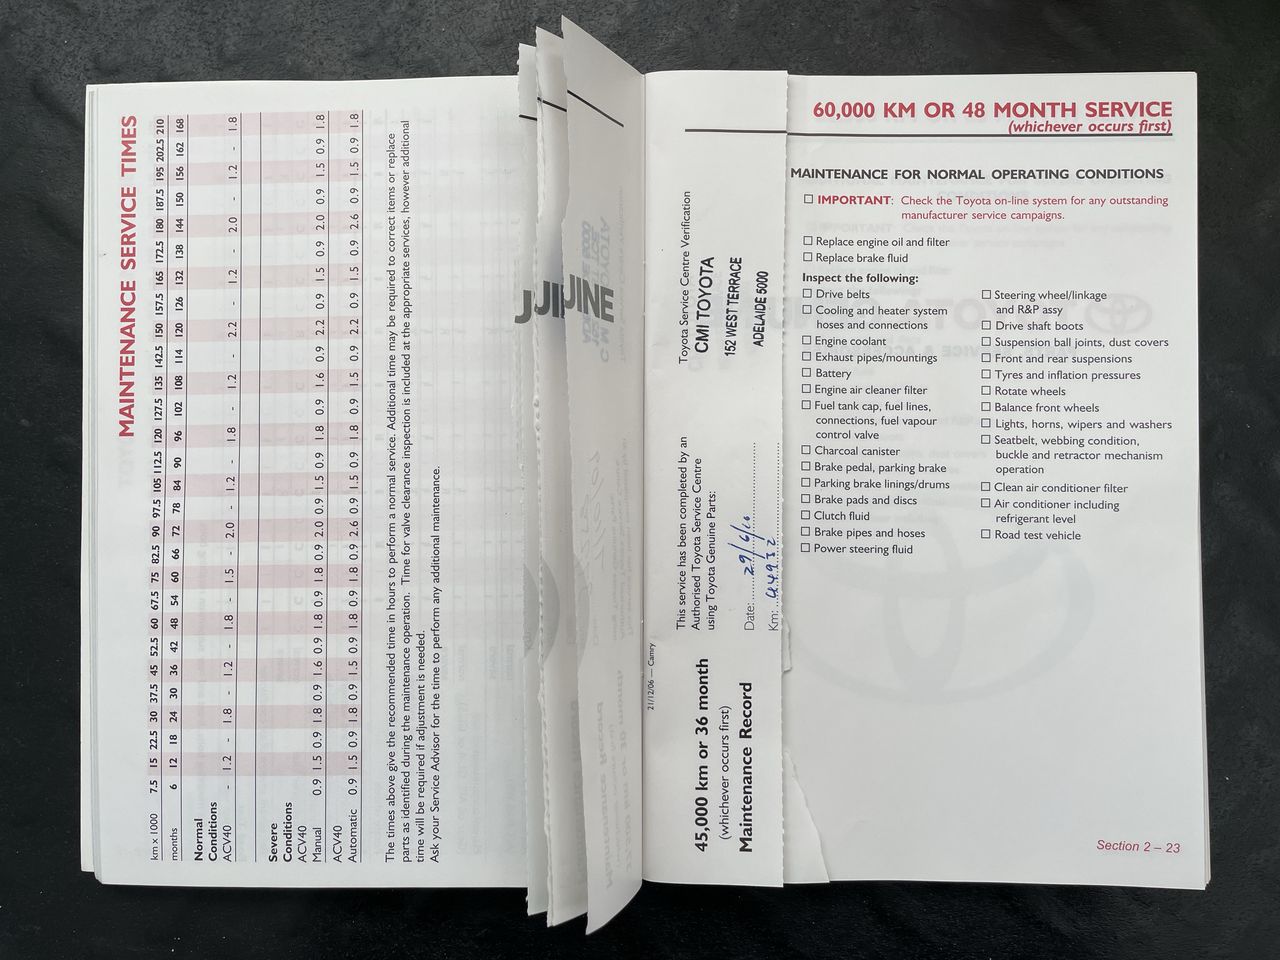 MAINTENANCE SERVICE TIMES
km x 1000 7.5 15 22.5 30 37.5 45 52.5 60 67.5 75 82.5 90 97.5 105 112.5 120 127.5 135 142.5 150 157.5 165 172.5 180 187.5 195 202.5 210
months 6 12 18 24 30 36 42 48 54 60 66 72 78 84 90 96 102 108 114 120 126 132 138 144 150 156 162 168
Normal
Conditions
ACV40 - 1.2 - 1.8 - 1.2 - 1.8 - 1.5 - 2.0 - 1.2 - 1.8 - 1.2 - 2.2 - 1.2 - 2.0 - 1.2 - 1.8
Severe
Conditions
ACV40
Manual 0.9 1.5 0.9 1.8 0.9 1.6 0.9 1.8 0.9 1.8 0.9 2.0 0.9 1.5 0.9 1.8 0.9 1.6 0.9 2.2 0.9 1.5 0.9 2.0 0.9 1.5 0.9 1.8
ACV40
Automatic 0.9 1.5 0.9 1.8 0.9 1.5 0.9 1.8 0.9 1.8 0.9 2.6 0.9 1.5 0.9 1.8 0.9 1.5 0.9 2.2 0.9 1.5 0.9 2.6 0.9 1.5 0.9 1.8
The times above give the recommended time in hours to perform a normal service. Additional time may be required to correct items or replace
parts as identified during the maintenance operation. Time for valve clearance inspection is included at the appropriate services, however additional
time will be required if adjustment is needed.
Ask your Service Advisor for the time to perform any additional maintenance.
JUINE
21/12/06 — Camry
45,000 km or 36 month
(whichever occurs first)
Maintenance Record
This service has been completed by an
Authorised Toyota Service Centre
using Toyota Genuine Parts:
Date: 29/6/10
Km: 44932
Toyota Service Centre Verification
CMI TOYOTA
152 WEST TERRACE
ADELAIDE 5000
60,000 KM OR 48 MONTH SERVICE
(whichever occurs first)
MAINTENANCE FOR NORMAL OPERATING CONDITIONS
☐ IMPORTANT: Check the Toyota on-line system for any outstanding
manufacturer service campaigns.
☐ Replace engine oil and filter
☐ Replace brake fluid
Inspect the following:
☐ Drive belts
☐ Cooling and heater system
hoses and connections
☐ Engine coolant
☐ Exhaust pipes/mountings
☐ Battery
☐ Engine air cleaner filter
☐ Fuel tank cap, fuel lines,
connections, fuel vapour
control valve
☐ Charcoal canister
☐ Brake pedal, parking brake
☐ Parking brake linings/drums
☐ Brake pads and discs
☐ Clutch fluid
☐ Brake pipes and hoses
☐ Power steering fluid
☐ Steering wheel/linkage
and R&P assy
☐ Drive shaft boots
☐ Suspension ball joints, dust covers
☐ Front and rear suspensions
☐ Tyres and inflation pressures
☐ Rotate wheels
☐ Balance front wheels
☐ Lights, horns, wipers and washers
☐ Seatbelt, webbing condition,
buckle and retractor mechanism
operation
☐ Clean air conditioner filter
☐ Air conditioner including
refrigerant level
☐ Road test vehicle
Section 2 – 23